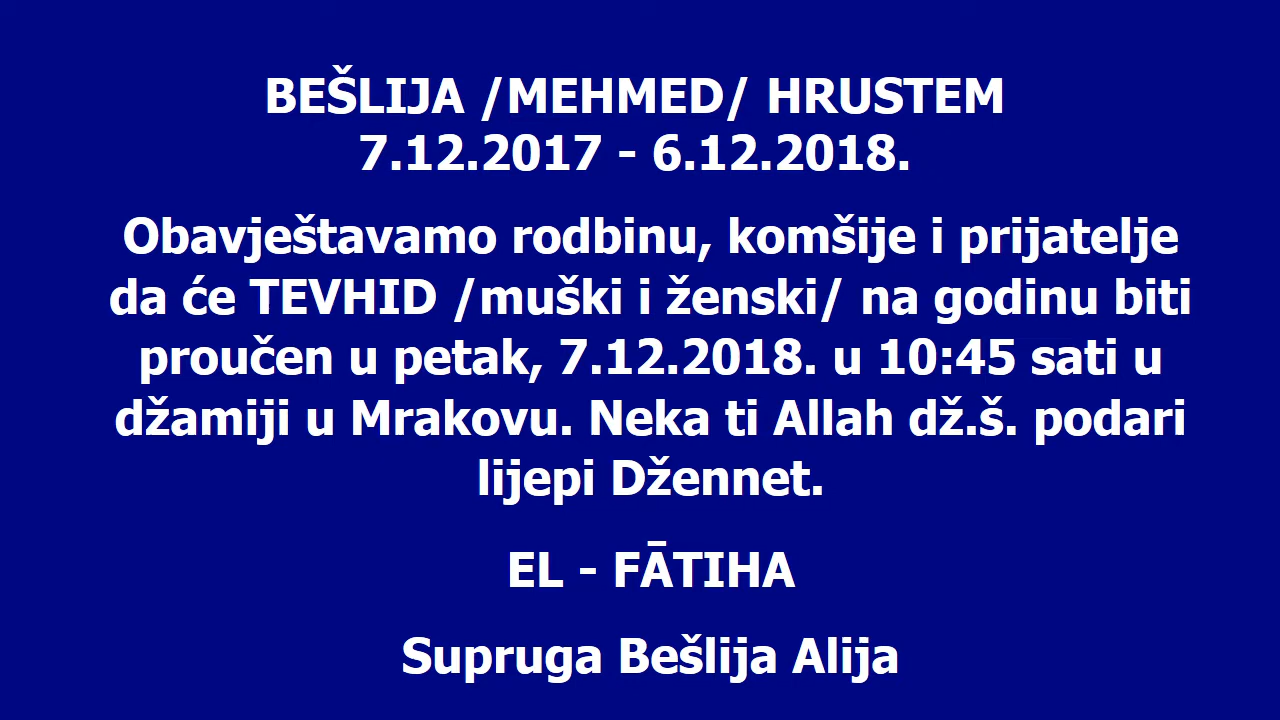 BEŠLIJA /MEHMED/ HRUSTEM
7.12.2017 - 6.12.2018.
Obavještavamo rodbinu, komšije i prijatelje
da će TEVHID /muški i ženski/ na godinu biti
proučen u petak, 7.12.2018. u 10:45 sati u
džamiji u Mrakovu. Neka ti Allah dž.š. podari
lijepi Džennet.
EL - FĀTIHA
Supruga Bešlija Alija